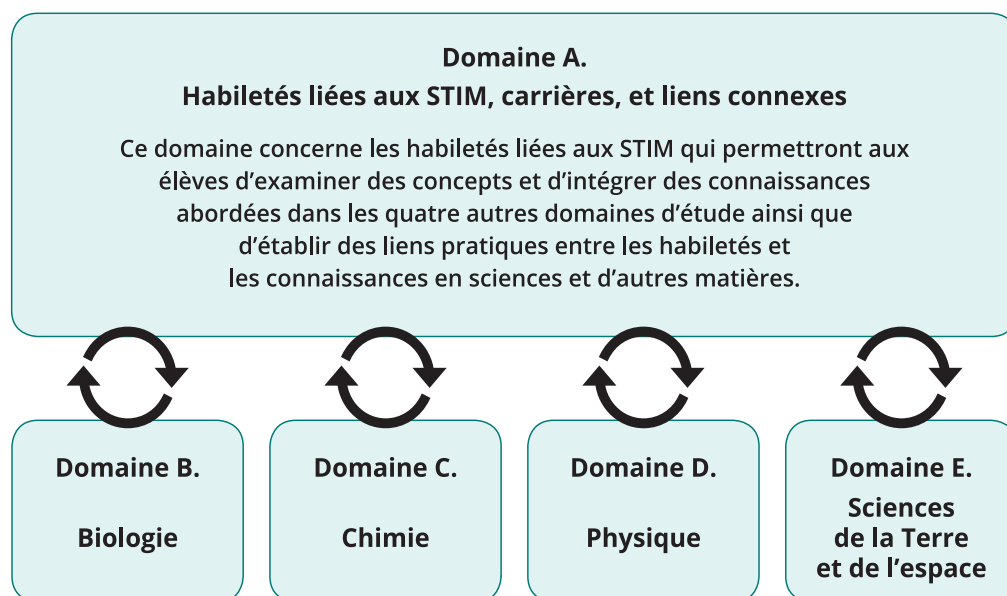 Domaine A.
Habiletés liées aux STIM, carrières, et liens connexes
Ce domaine concerne les habiletés liées aux STIM qui permettront aux
élèves d’examiner des concepts et d’intégrer des connaissances
abordées dans les quatre autres domaines d’étude ainsi que
d’établir des liens pratiques entre les habiletés et
les connaissances en sciences et d’autres matières.
Domaine B.
Biologie
Domaine C.
Chimie
Domaine D.
Physique
Domaine E.
Sciences
de la Terre
et de l’espace